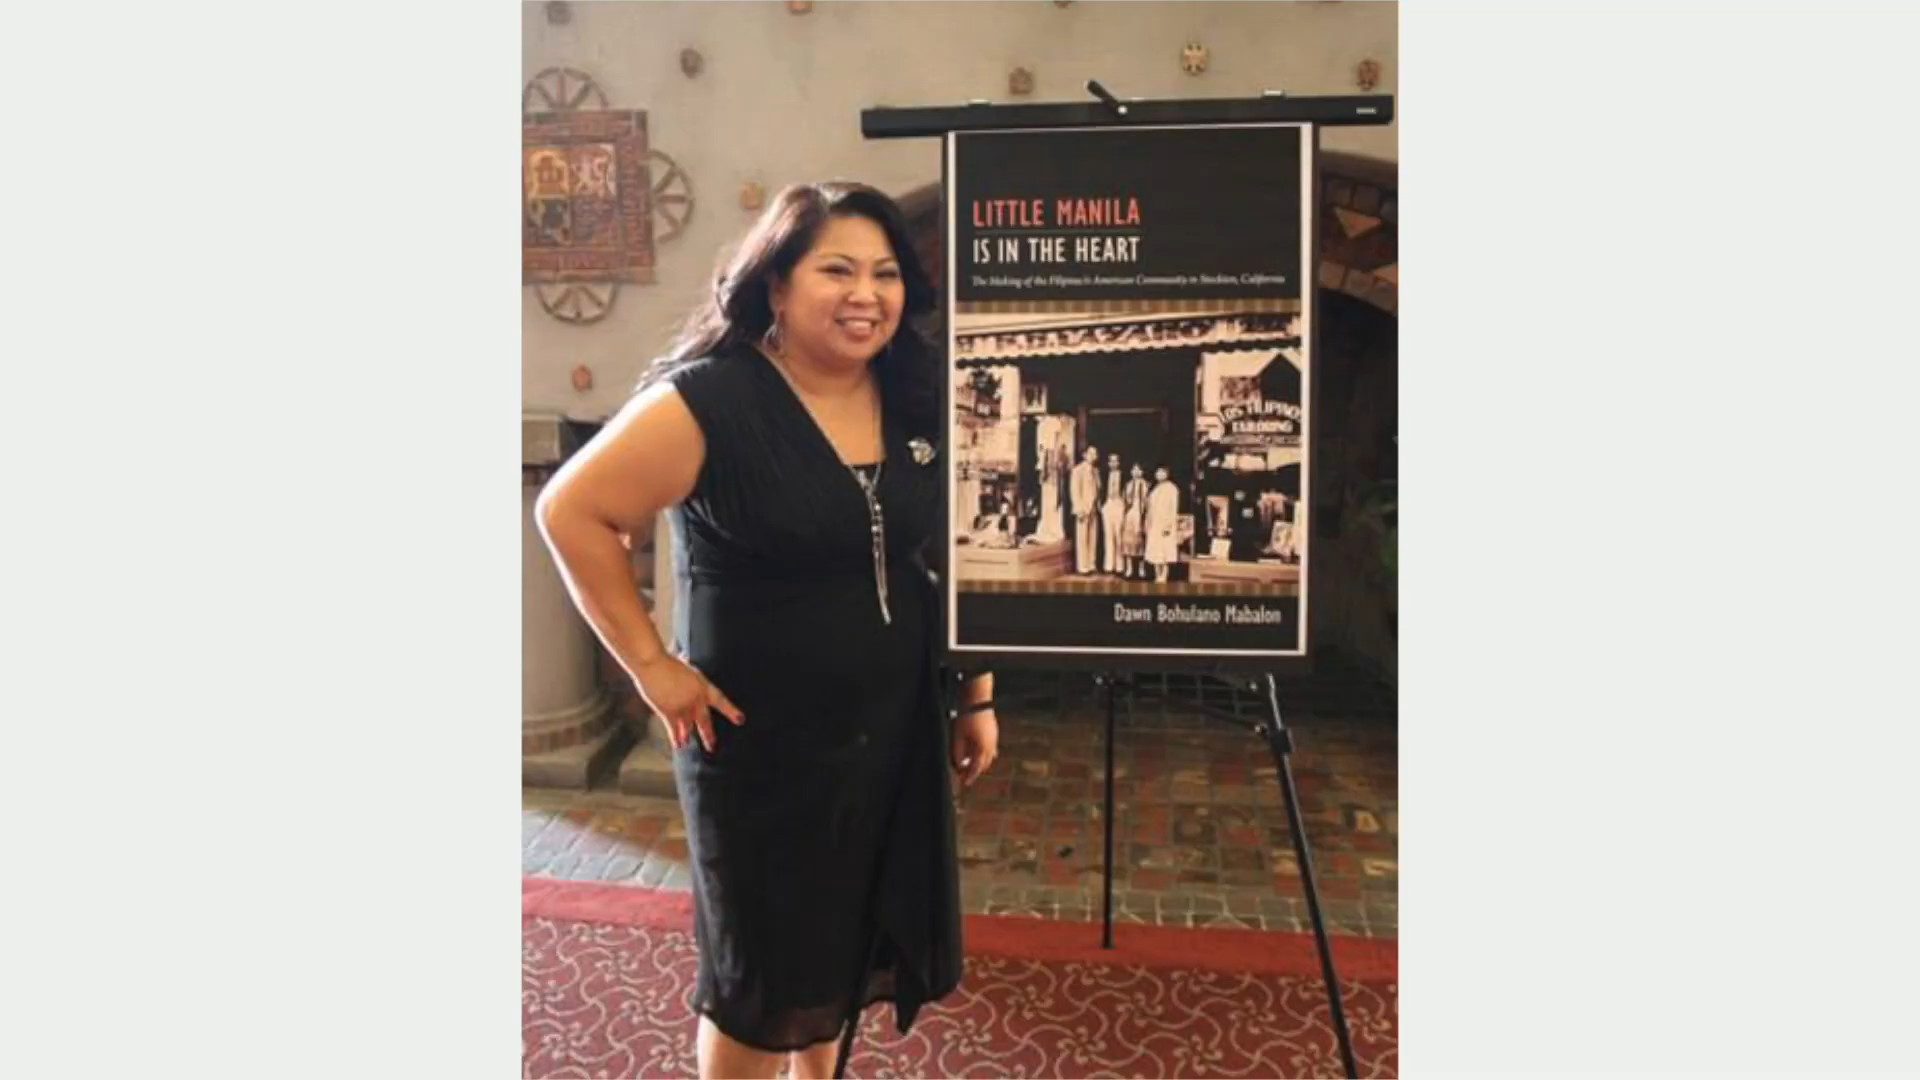 LITTLE MANILA
IS IN THE HEART
The Making of the Filipina/o American Community in Stockton, California
LOS FILIPINOS
TAILORING
Dawn Bohulano Mabalon